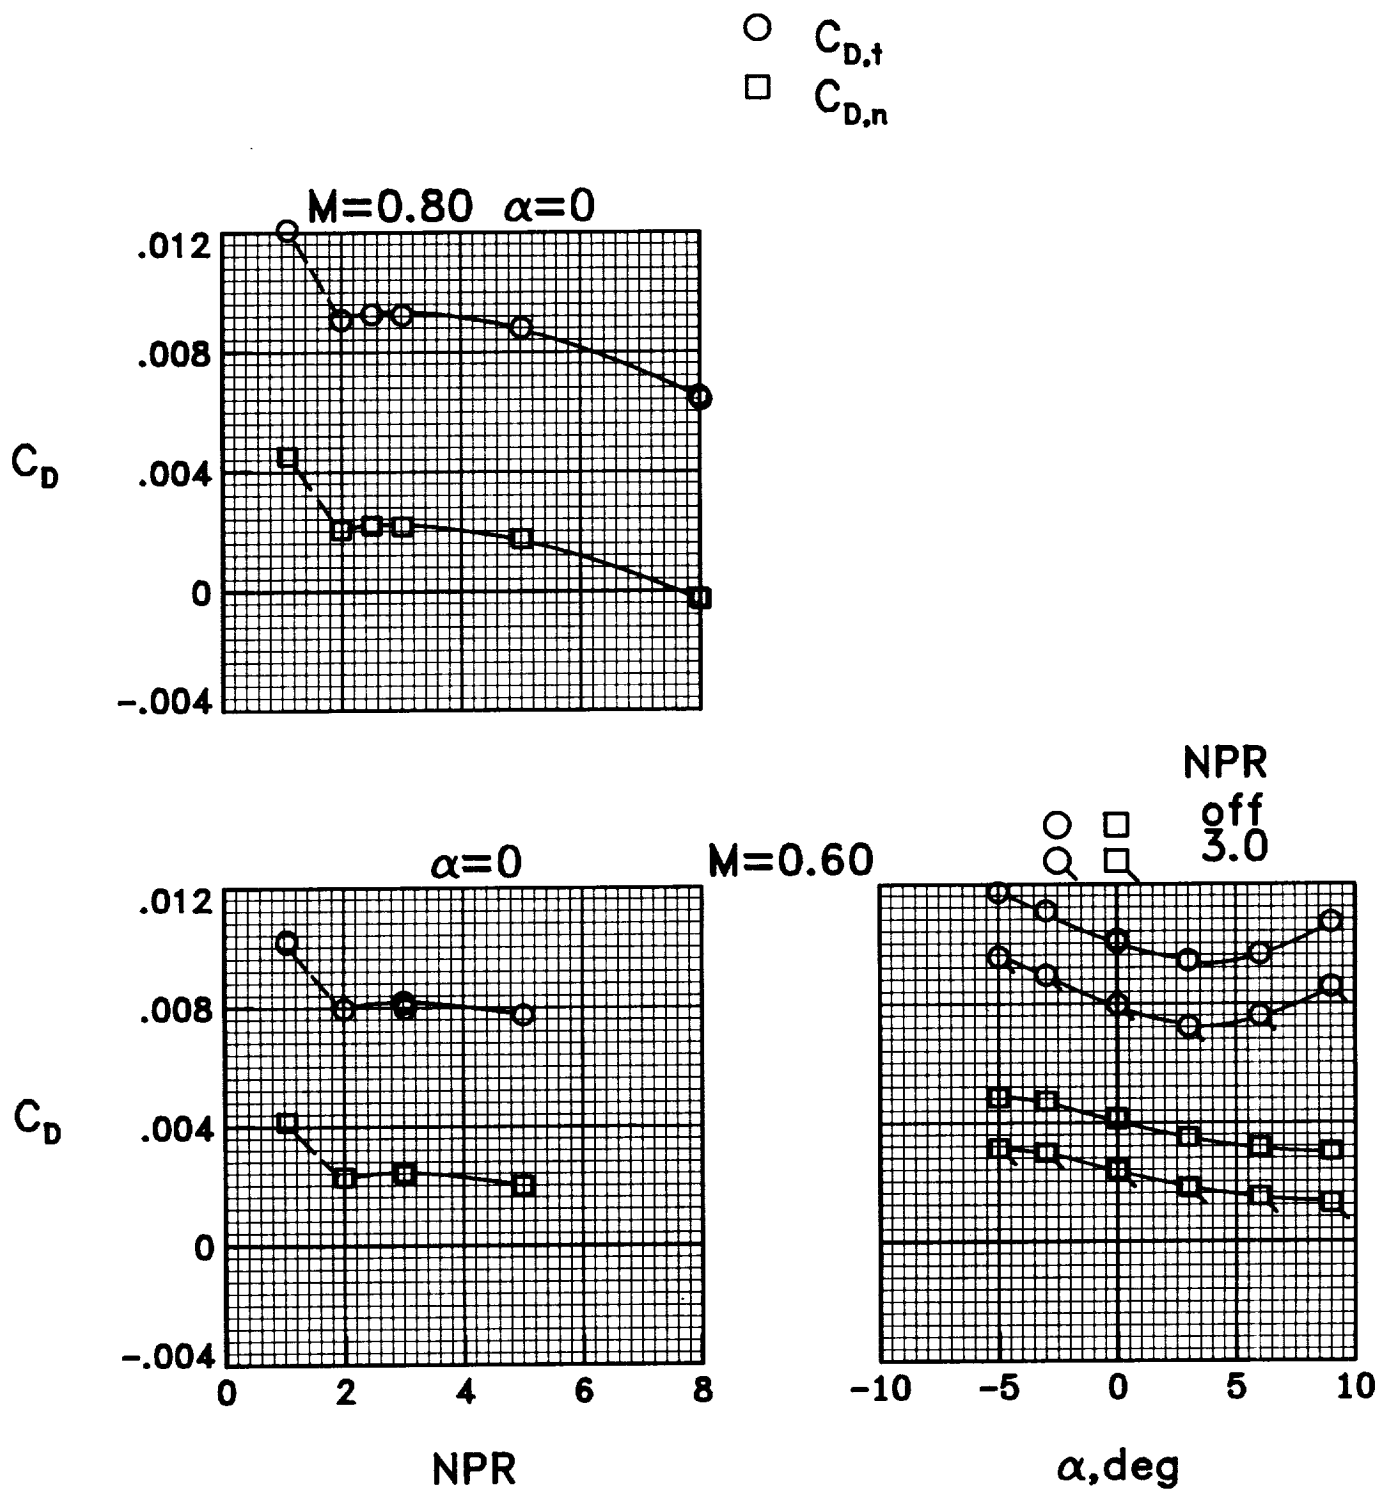 C_D,t
C_D,n
M=0.80 α=0
.012
.008
C_D
.004
0
-.004
NPR
off
3.0
α=0
M=0.60
.012
.008
C_D
.004
0
-.004
0 2 4 6 8
-10 -5 0 5 10
NPR
α,deg